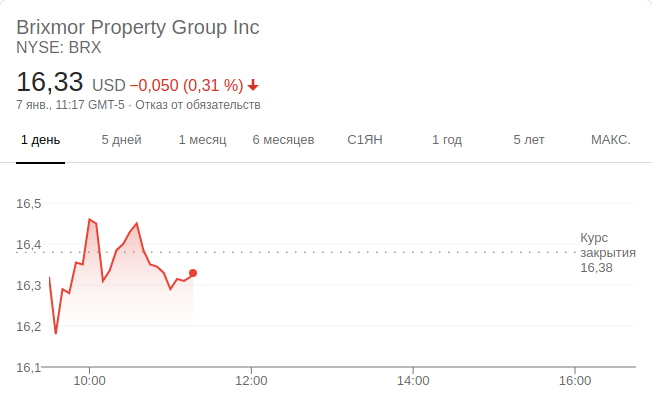 Brixmor Property Group Inc
NYSE: BRX
16,33 USD −0,050 (0,31 %)
7 янв., 11:17 GMT-5 · Отказ от обязательств
1 день 5 дней 1 месяц 6 месяцев С1ЯН 1 год 5 лет МАКС.
16,5
16,4
16,3
16,2
16,1
Курс
закрытия
16,38
10:00 12:00 14:00 16:00